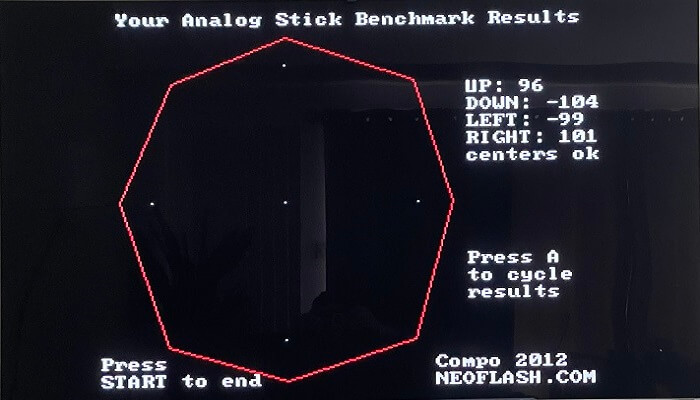 Your Analog Stick Benchmark Results
UP: 96
DOWN: -104
LEFT: -99
RIGHT: 101
centers ok
Press A
to cycle
results
Press
START to end
Compo 2012
NEOFLASH.COM